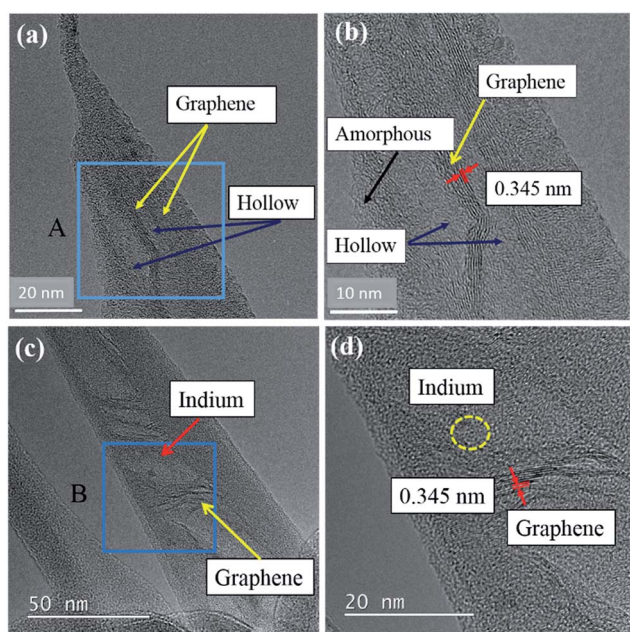 (a)
Graphene
Hollow
A
20 nm
(b)
Graphene
Amorphous
0.345 nm
Hollow
10 nm
(c)
Indium
B
Graphene
50 nm
(d)
Indium
0.345 nm
Graphene
20 nm